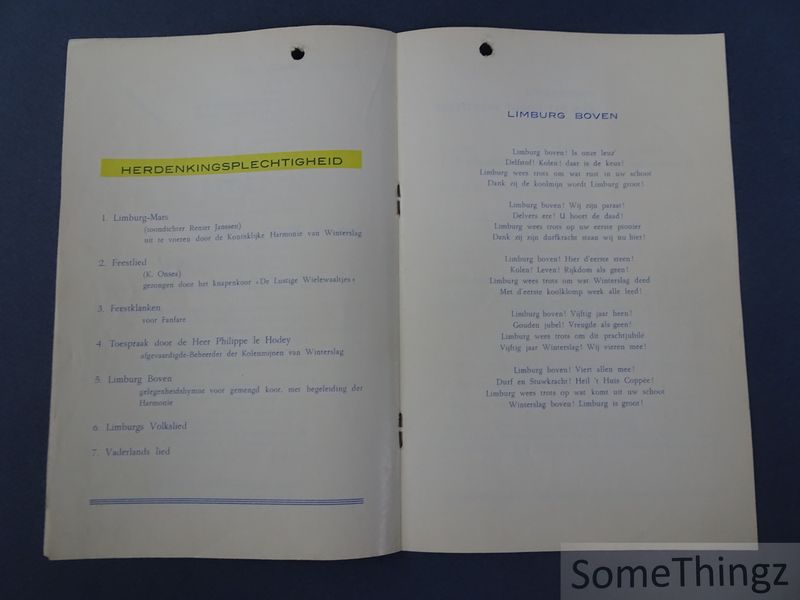 HERDENKINGSPLECHTIGHEID
1. Limburg-Mars
(toondichter Renier Janssen)
uit te voeren door de Koninklijke Harmonie van Winterslag
2. Feestlied
(K. Onsea)
gezongen door het knapenkoor «De Lustige Wielewaaltjes»
3. Feestklanken
voor Fanfare
4. Toespraak door de Heer Philippe le Hodey
afgevaardigde-Beheerder der Kolenmijnen van Winterslag
5. Limburg Boven
gelegenheidshymne voor gemengd koor, met begeleiding der
Harmonie
6. Limburgs Volkslied
7. Vaderlands lied
LIMBURG BOVEN
Limburg boven! Is onze leuz'
Delfstof! Kolen! daar is de keus!
Limburg wees trots om wat rust in uw schoot
Dank zij de koolmijn wordt Limburg groot!
Limburg boven! Wij zijn paraat!
Delvers eer! U hoort de daad!
Limburg wees trots op uw eerste pionier
Dank zij zijn durfkracht staan wij nu hier!
Limburg boven! Hier d'eerste steen!
Kolen! Leven! Rijkdom als geen!
Limburg wees trots om wat Winterslag deed
Met d'eerste koolklomp week alle leed!
Limburg boven! Vijftig jaar heen!
Gouden jubel! Vreugde als geen!
Limburg wees trots om dit prachtjubilé
Vijftig jaar Winterslag! Wij vieren mee!
Limburg boven! Viert allen mee!
Durf en Stuwkracht! Heil 't Huis Coppée!
Limburg wees trots op wat komt uit uw schoot
Winterslag boven! Limburg is groot!
SomeThingz